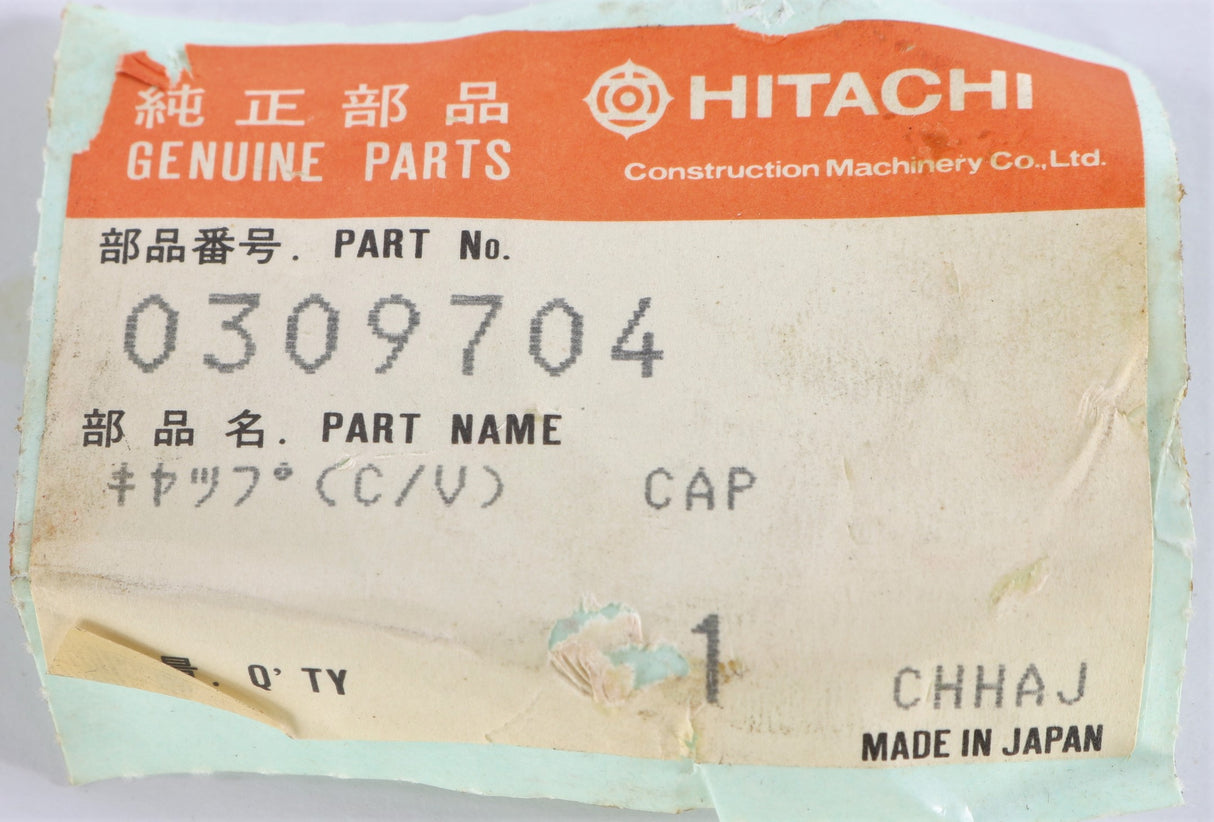 純正部品 HITACHI
GENUINE PARTS Construction Machinery Co.,Ltd.
部品番号. PART No.
0309704
部品名. PART NAME
キヤツプ(C/V) CAP
量. Q'TY 1 CHHAJ
MADE IN JAPAN